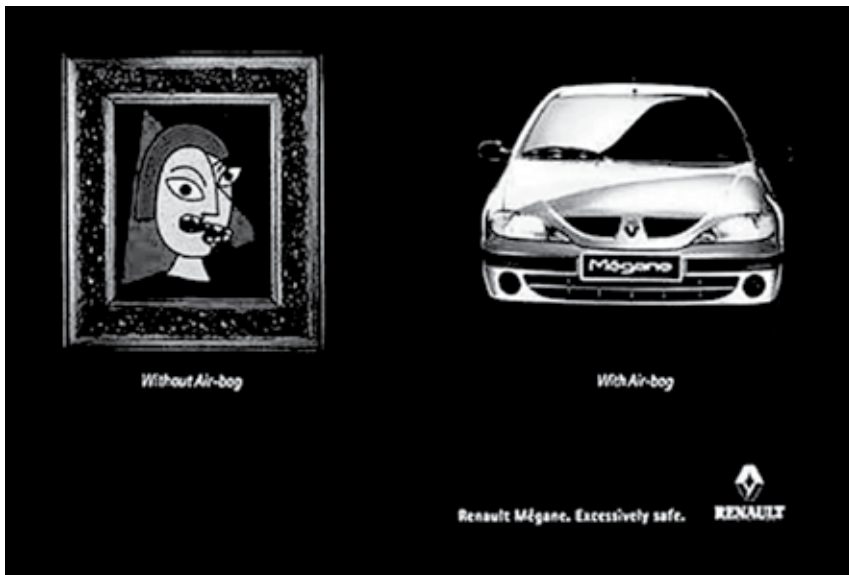 Mégane
Without Air-bag
With Air-bag
Renault Mégane. Excessively safe.
RENAULT